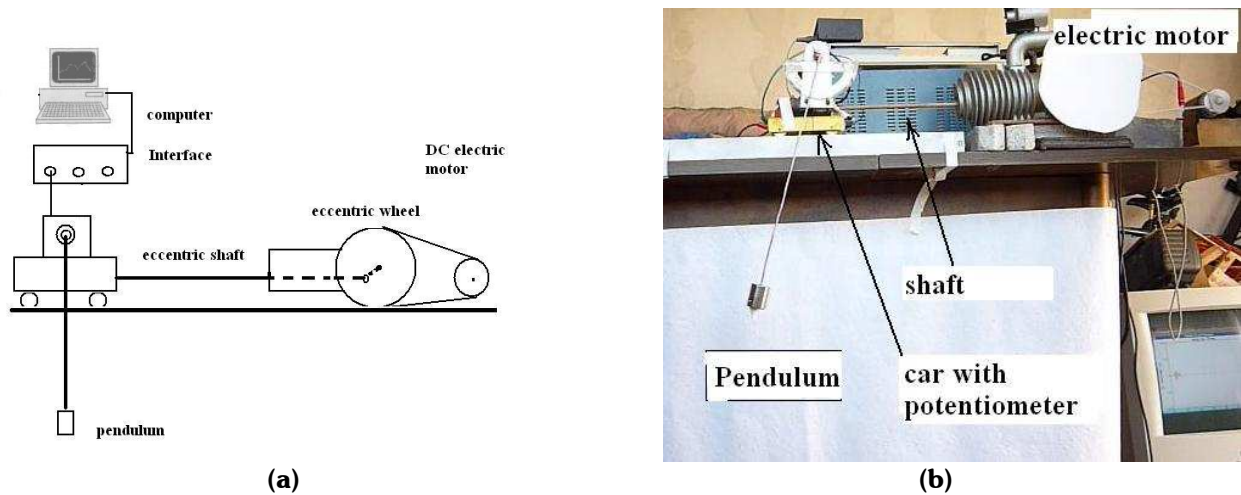 computer
Interface
DC electric
motor
eccentric wheel
eccentric shaft
pendulum
(a)
electric motor
shaft
Pendulum
car with
potentiometer
(b)